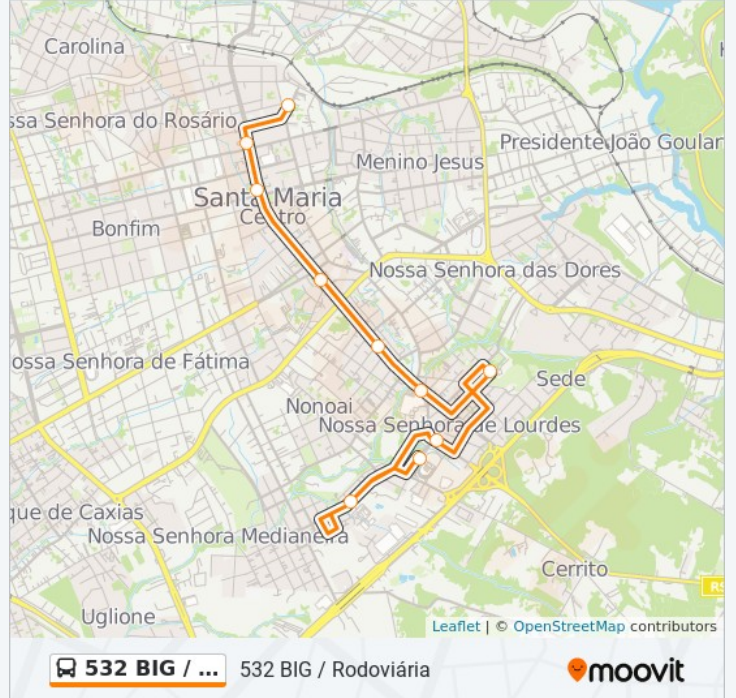 Carolina
ssa Senhora do Rosário
Presidente João Goular
Menino Jesus
Santa Maria
Centro
Bonfim
Nossa Senhora das Dores
ossa Senhora de Fátima
Sede
Nonoai
Nossa Senhora de Lourdes
que de Caxias
Nossa Senhora Medianeira
Cerrito
RS
Uglione
Leaflet | © OpenStreetMap contributors
532 BIG / ... 532 BIG / Rodoviária moovit